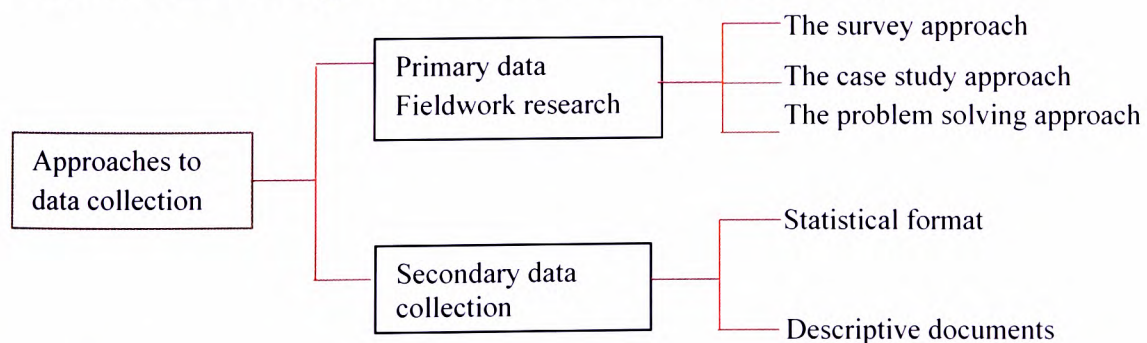 Approaches to
data collection
Primary data
Fieldwork research
The survey approach
The case study approach
The problem solving approach
Secondary data
collection
Statistical format
Descriptive documents